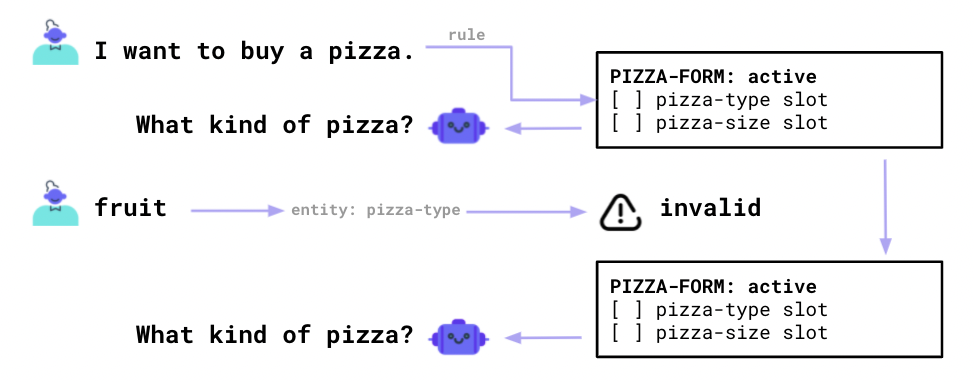 I want to buy a pizza.
rule
PIZZA-FORM: active
[ ] pizza-type slot
[ ] pizza-size slot
What kind of pizza?
fruit
entity: pizza-type
invalid
PIZZA-FORM: active
[ ] pizza-type slot
[ ] pizza-size slot
What kind of pizza?